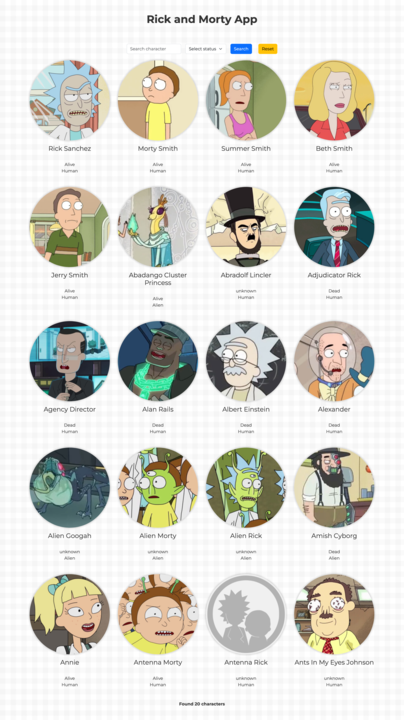 Rick and Morty App
Search character Select status Search Reset
Rick Sanchez Morty Smith Summer Smith Beth Smith
Alive Alive Alive Alive
Human Human Human Human
Jerry Smith Abadango Cluster Abradolf Lincler Adjudicator Rick
Princess
Alive Alive unknown Dead
Human Alien Human Human
Agency Director Alan Rails Albert Einstein Alexander
Dead Dead Dead Dead
Human Human Human Human
Alien Googah Alien Morty Alien Rick Amish Cyborg
unknown unknown unknown Dead
Alien Alien Alien Alien
Annie Antenna Morty Antenna Rick Ants In My Eyes Johnson
Alive Alive unknown unknown
Human Human Human Human
Found 20 characters